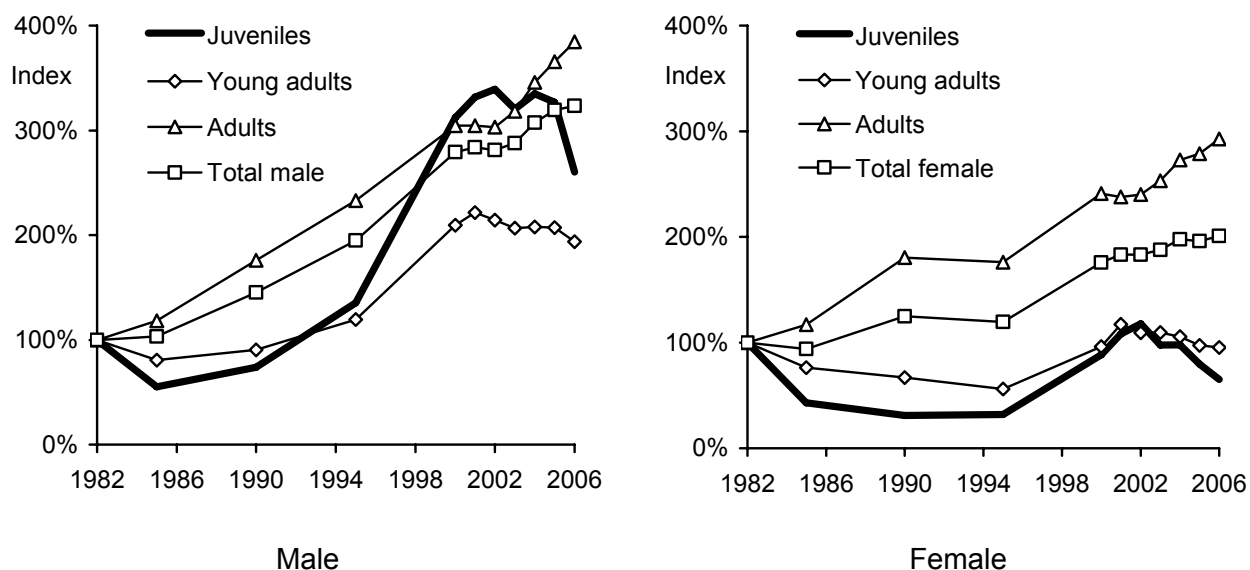 400%
Index
300%
200%
100%
0%
Juveniles
Young adults
Adults
Total male
1982 1986 1990 1994 1998 2002 2006
Male
400%
Index
300%
200%
100%
0%
Juveniles
Young adults
Adults
Total female
1982 1986 1990 1994 1998 2002 2006
Female